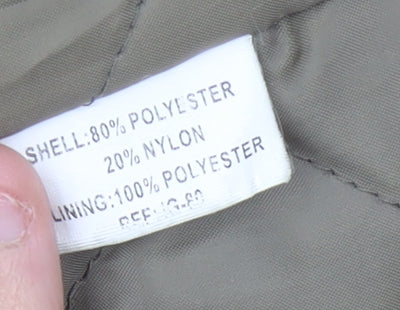 SHELL:80% POLYESTER
20% NYLON
LINING:100% POLYESTER